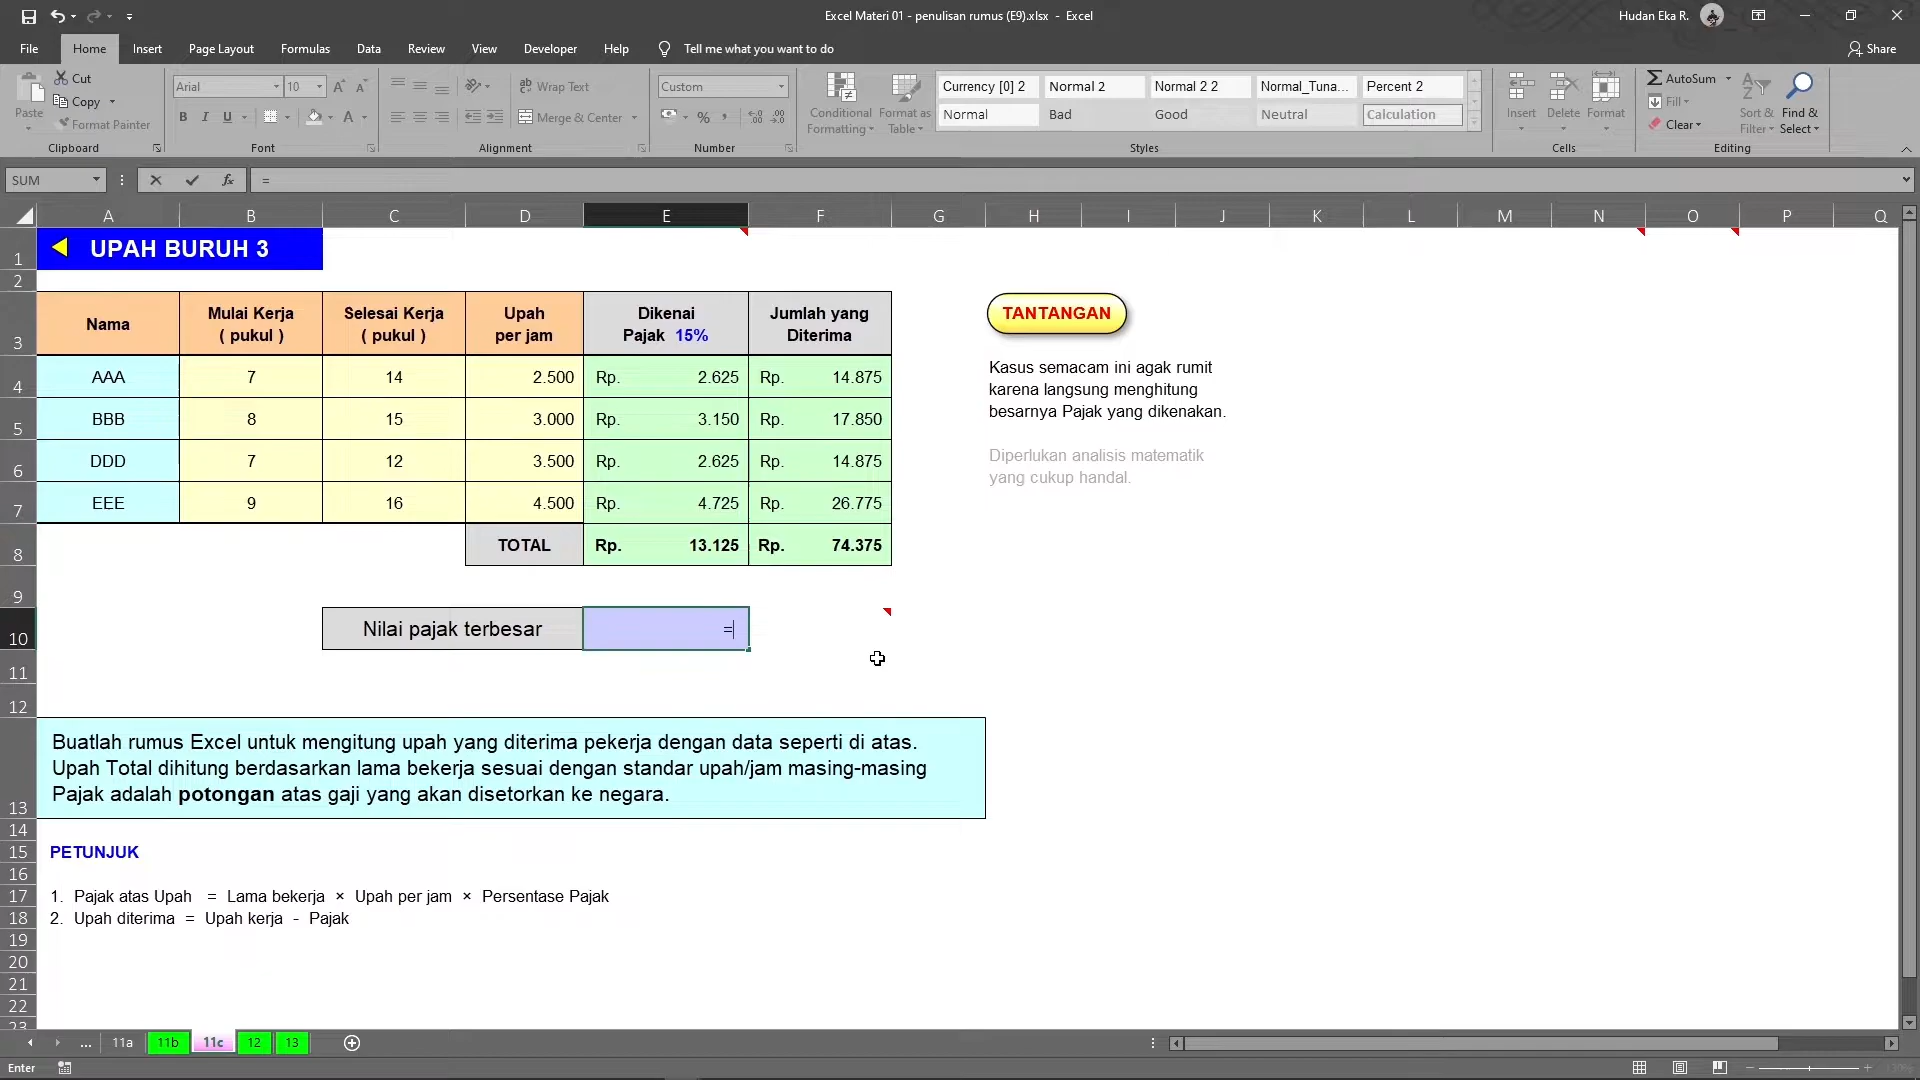 Excel Materi 01 - penulisan rumus (E9).xlsx - Excel
Hudan Eka R.
File Home Insert Page Layout Formulas Data Review View Developer Help Tell me what you want to do Share
Paste
Cut
Copy
Format Painter
Clipboard
Arial 10
B I U
Font
Wrap Text
Merge & Center
Alignment
Custom
%
Number
Conditional Formatting
Format as Table
Currency [0] 2 Normal 2 Normal 2 2 Normal_Tuna... Percent 2
Normal Bad Good Neutral Calculation
Styles
Insert Delete Format
Cells
AutoSum
Fill
Clear
Sort & Filter
Find & Select
Editing
SUM fx =
A B C D E F G H I J K L M N O P Q
1 UPAH BURUH 3
2
3 Nama Mulai Kerja ( pukul ) Selesai Kerja ( pukul ) Upah per jam Dikenai Pajak 15% Jumlah yang Diterima
4 AAA 7 14 2.500 Rp. 2.625 Rp. 14.875
5 BBB 8 15 3.000 Rp. 3.150 Rp. 17.850
6 DDD 7 12 3.500 Rp. 2.625 Rp. 14.875
7 EEE 9 16 4.500 Rp. 4.725 Rp. 26.775
8 TOTAL Rp. 13.125 Rp. 74.375
9
10 Nilai pajak terbesar =
11
12
TANTANGAN
Kasus semacam ini agak rumit
karena langsung menghitung
besarnya Pajak yang dikenakan.
Diperlukan analisis matematik
yang cukup handal.
Buatlah rumus Excel untuk mengitung upah yang diterima pekerja dengan data seperti di atas.
Upah Total dihitung berdasarkan lama bekerja sesuai dengan standar upah/jam masing-masing
13 Pajak adalah potongan atas gaji yang akan disetorkan ke negara.
14
15 PETUNJUK
16
17 1. Pajak atas Upah = Lama bekerja × Upah per jam × Persentase Pajak
18 2. Upah diterima = Upah kerja - Pajak
19
20
21
22
23
... 11a 11b 11c 12 13
Enter
130%